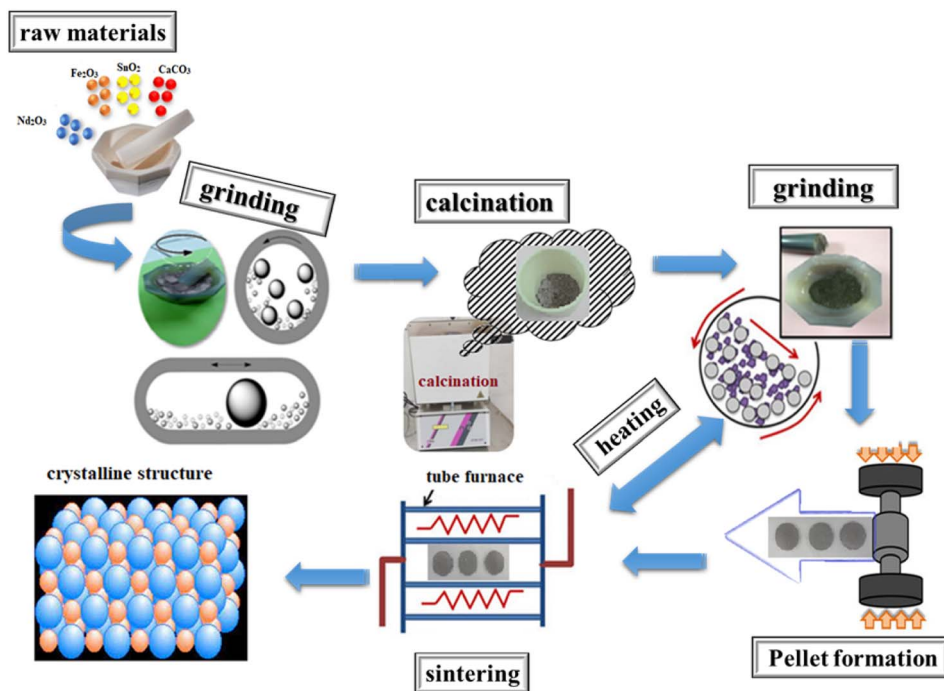 raw materials
Fe₂O₃
SnO₂
CaCO₃
Nd₂O₃
grinding
calcination
grinding
calcination
heating
crystalline structure
tube furnace
sintering
Pellet formation